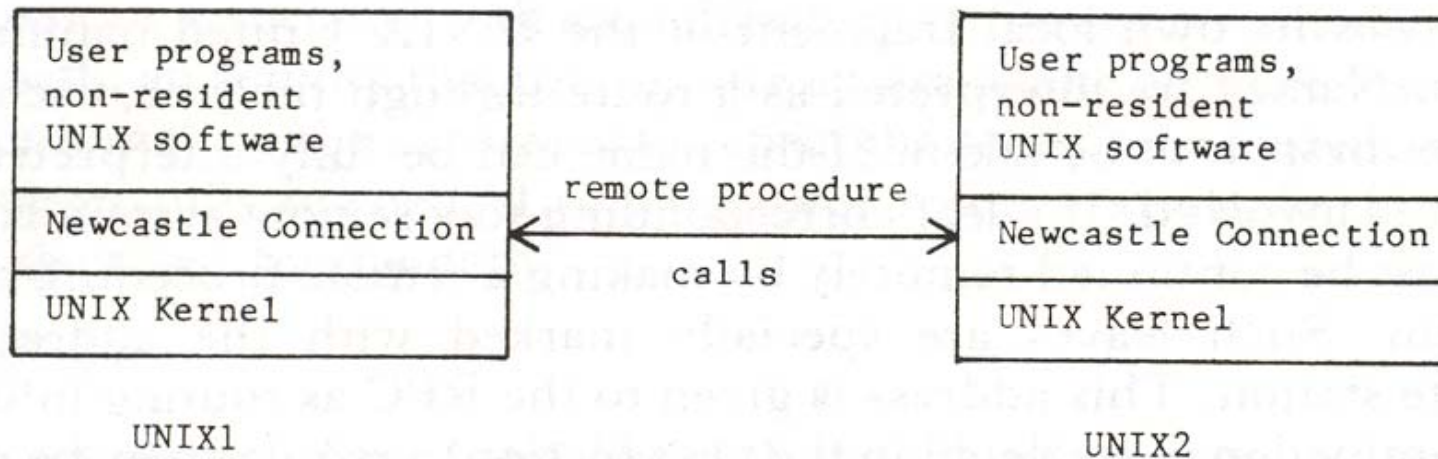 User programs,
non-resident
UNIX software
Newcastle Connection
UNIX Kernel
UNIX1
remote procedure
calls
User programs,
non-resident
UNIX software
Newcastle Connection
UNIX Kernel
UNIX2